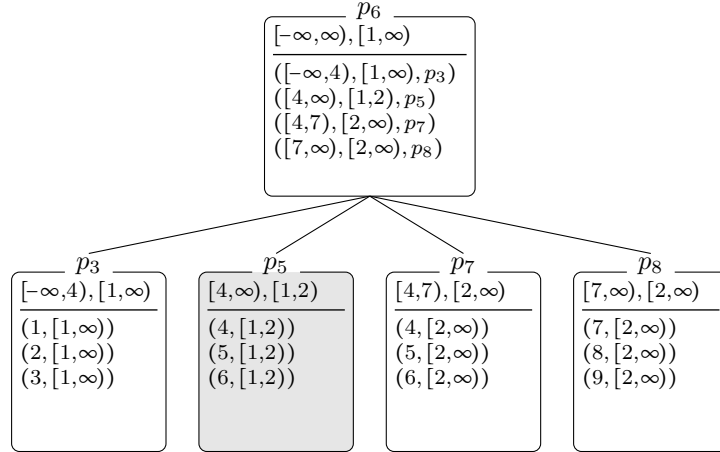 p₆
[-∞,∞),[1,∞)
([-∞,4),[1,∞),p₃)
([4,∞),[1,2),p₅)
([4,7),[2,∞),p₇)
([7,∞),[2,∞),p₈)
p₃
[-∞,4),[1,∞)
(1,[1,∞))
(2,[1,∞))
(3,[1,∞))
p₅
[4,∞),[1,2)
(4,[1,2))
(5,[1,2))
(6,[1,2))
p₇
[4,7),[2,∞)
(4,[2,∞))
(5,[2,∞))
(6,[2,∞))
p₈
[7,∞),[2,∞)
(7,[2,∞))
(8,[2,∞))
(9,[2,∞))